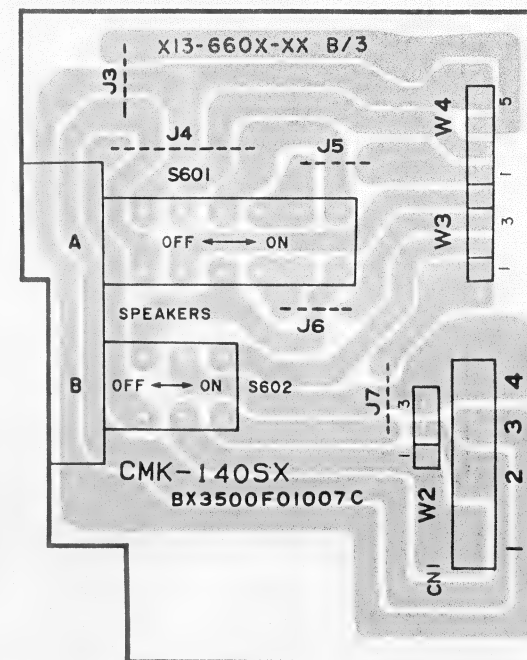 X13-660X-XX B/3
J3
J4
J5
S601
W4
5
1
W3
3
1
A
OFF ON
SPEAKERS
J6
B
OFF ON
S602
J7
3
1
W2
4
3
2
1
CN1
CMK-140SX
BX3500F01007C